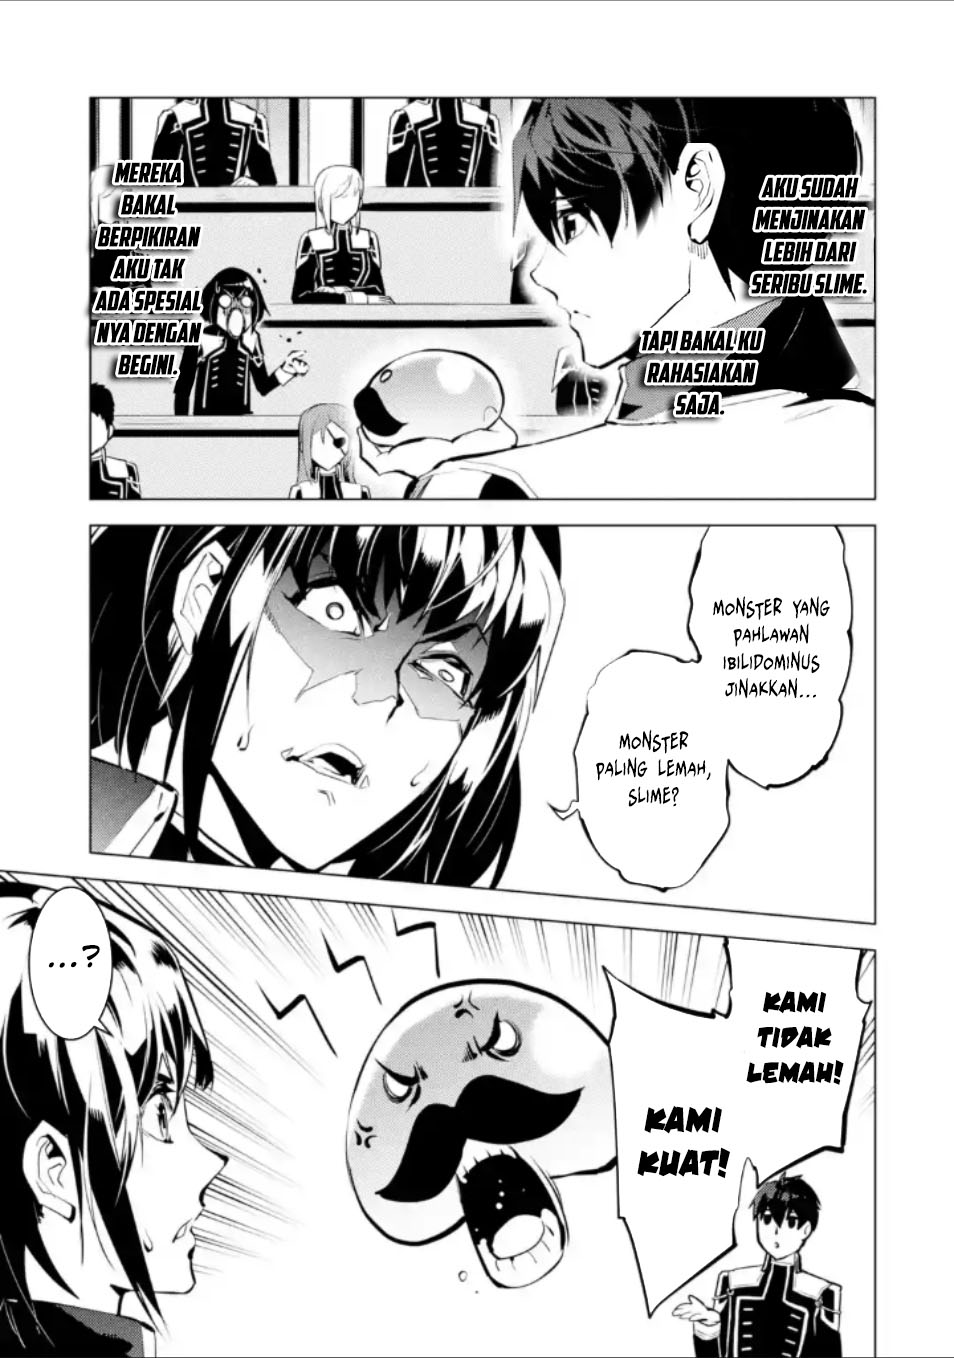 AKU SUDAH
MENJINAKAN
LEBIH DARI
SERIBU SLIME.
TAPI BAKAL KU
RAHASIAKAN
SAJA.
MEREKA
BAKAL
BERPIKIRAN
AKU TAK
ADA SPESIAL
NYA DENGAN
BEGINI.
MONSTER YANG
PAHLAWAN
IBILIDOMINUS
JINAKKAN...
MONSTER
PALING LEMAH,
SLIME?
KAMI
TIDAK
LEMAH!
KAMI
KUAT!
...?